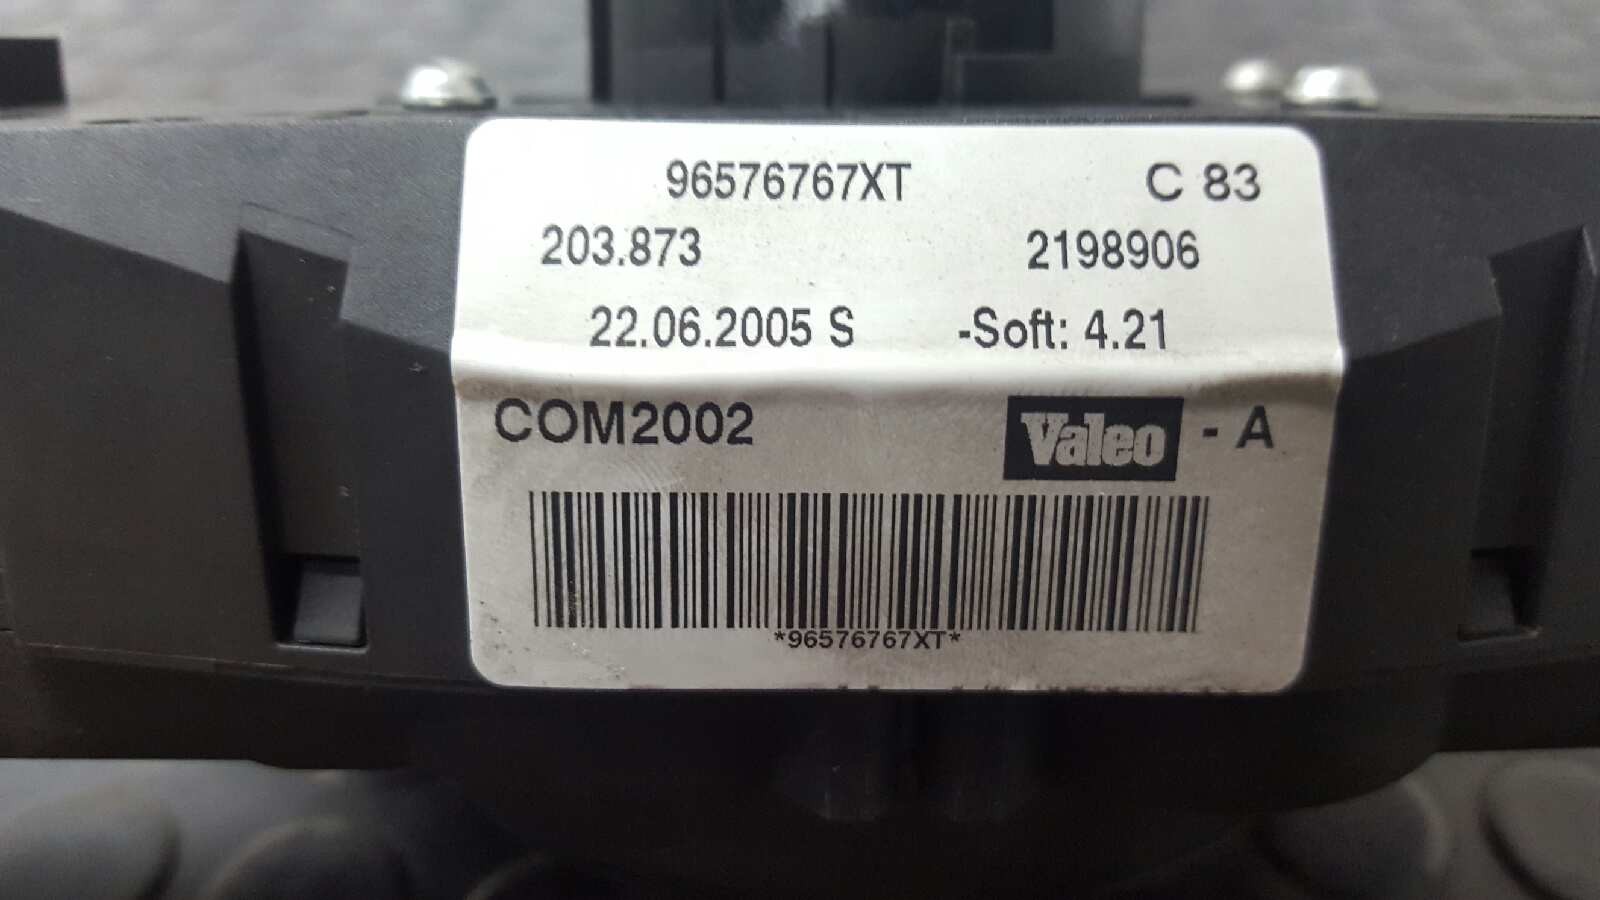 96576767XT C 83
203.873 2198906
22.06.2005 S -Soft: 4.21
COM2002 Valeo - A
*96576767XT*